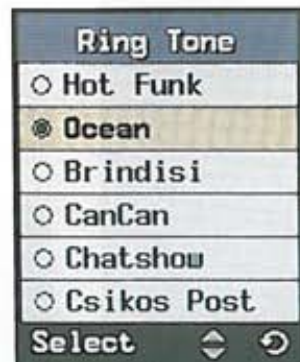 Ring Tone
Hot Funk
Ocean
Brindisi
CanCan
Chatshow
Csikos Post
Select